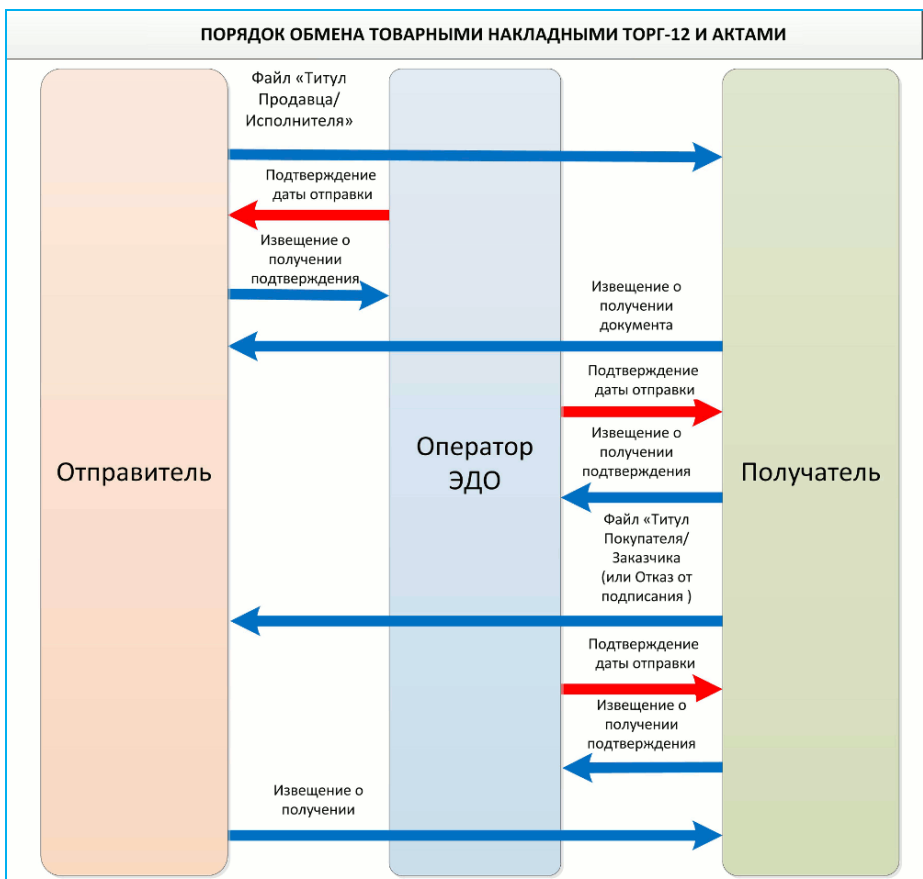 ПОРЯДОК ОБМЕНА ТОВАРНЫМИ НАКЛАДНЫМИ ТОРГ-12 И АКТАМИ
Файл «Титул
Продавца/
Исполнителя»
Подтверждение
даты отправки
Извещение о
получении
подтверждения
Извещение о
получении
документа
Подтверждение
даты отправки
Извещение о
получении
подтверждения
Отправитель
Оператор
ЭДО
Получатель
Файл «Титул
Покупателя/
Заказчика
(или Отказ от
подписания )
Подтверждение
даты отправки
Извещение о
получении
подтверждения
Извещение о
получении